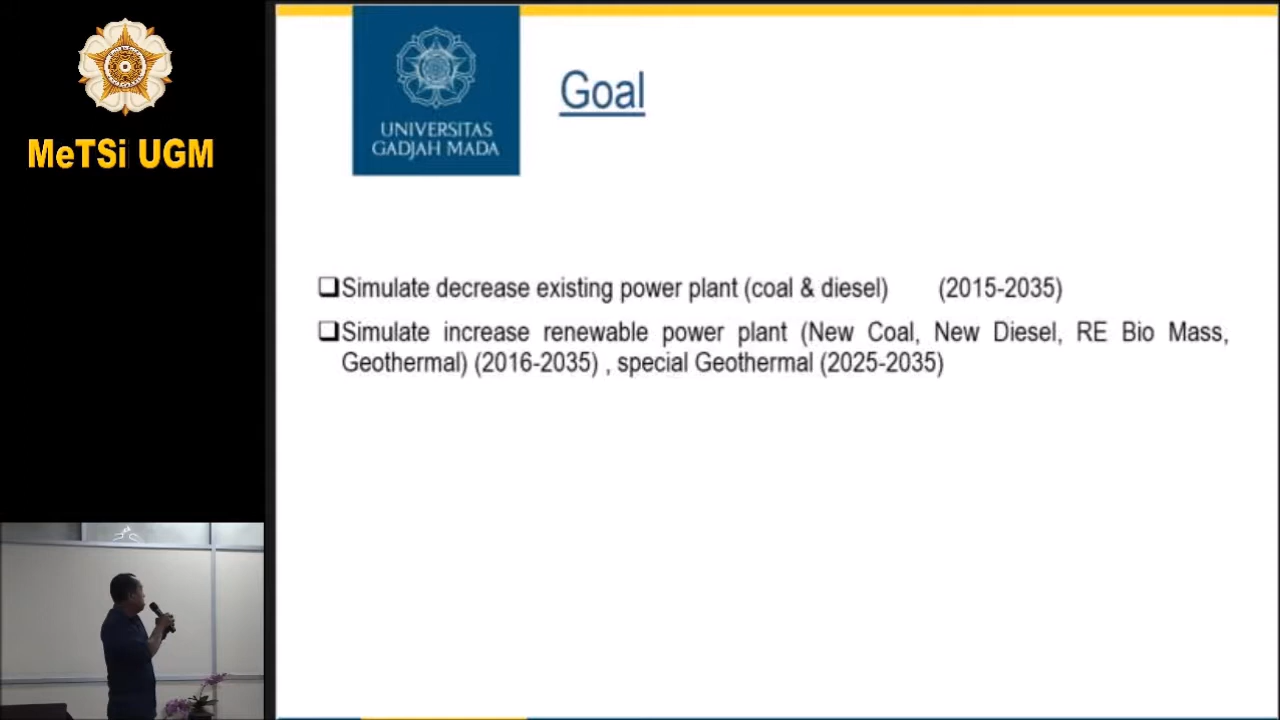 MeTSi UGM
UNIVERSITAS
GADJAH MADA
Goal
Simulate decrease existing power plant (coal & diesel) (2015-2035)
Simulate increase renewable power plant (New Coal, New Diesel, RE Bio Mass,
Geothermal) (2016-2035) , special Geothermal (2025-2035)